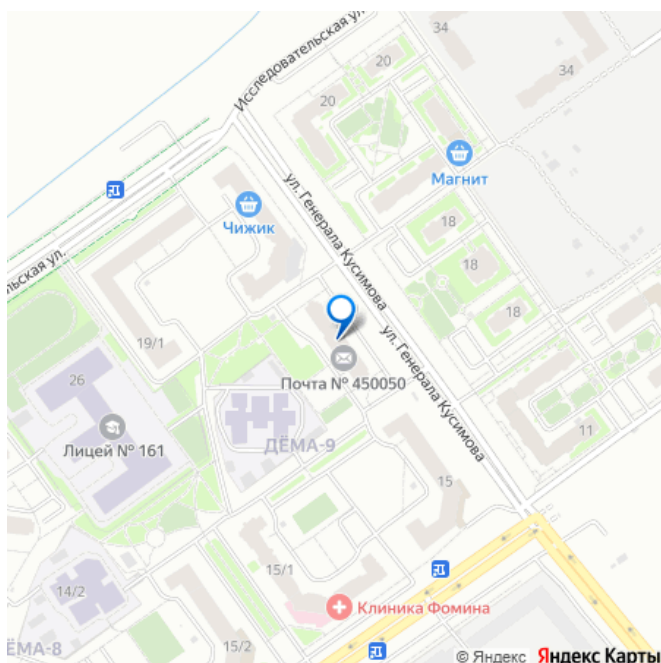 Исследовательская ул.
34
20
34
20
Магнит
ул. Генерала Кусимова
Чижик
18
18
льская ул.
18
19/1
ул. Генерала Кусимова
26
Почта № 450050
Лицей № 161
ДЁМА-9
11
15
15/1
14/2
Клиника Фомина
15/2
ЁМА-8
© Яндекс Яндекс Карты